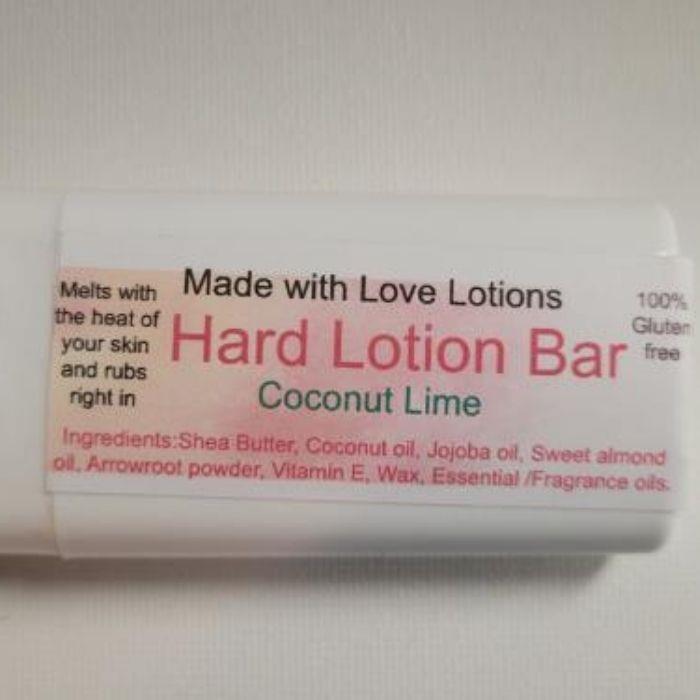 Made with Love Lotions
Hard Lotion Bar
Coconut Lime
Melts with
the heat of
your skin
and rubs
right in
100%
Gluten
free
Ingredients:Shea Butter, Coconut oil, Jojoba oil, Sweet almond
oil, Arrowroot powder, Vitamin E, Wax, Essential /Fragrance oils.